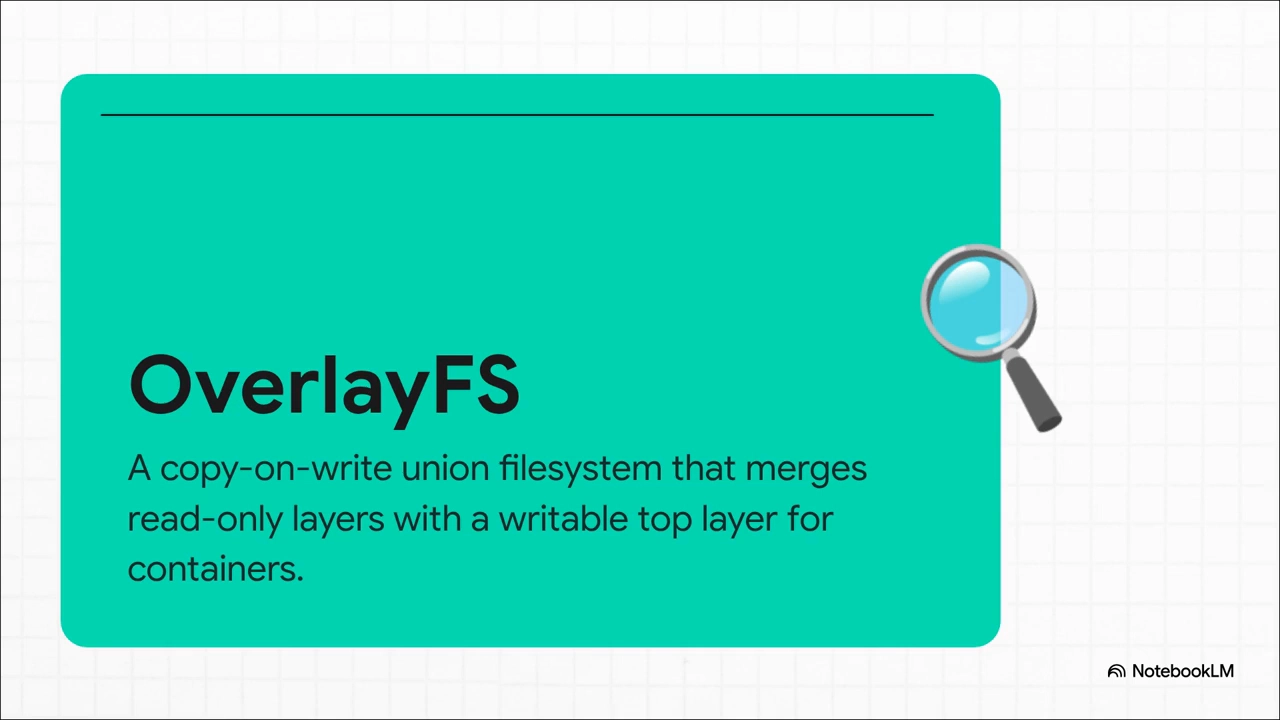 OverlayFS
A copy-on-write union filesystem that merges
read-only layers with a writable top layer for
containers.
NotebookLM